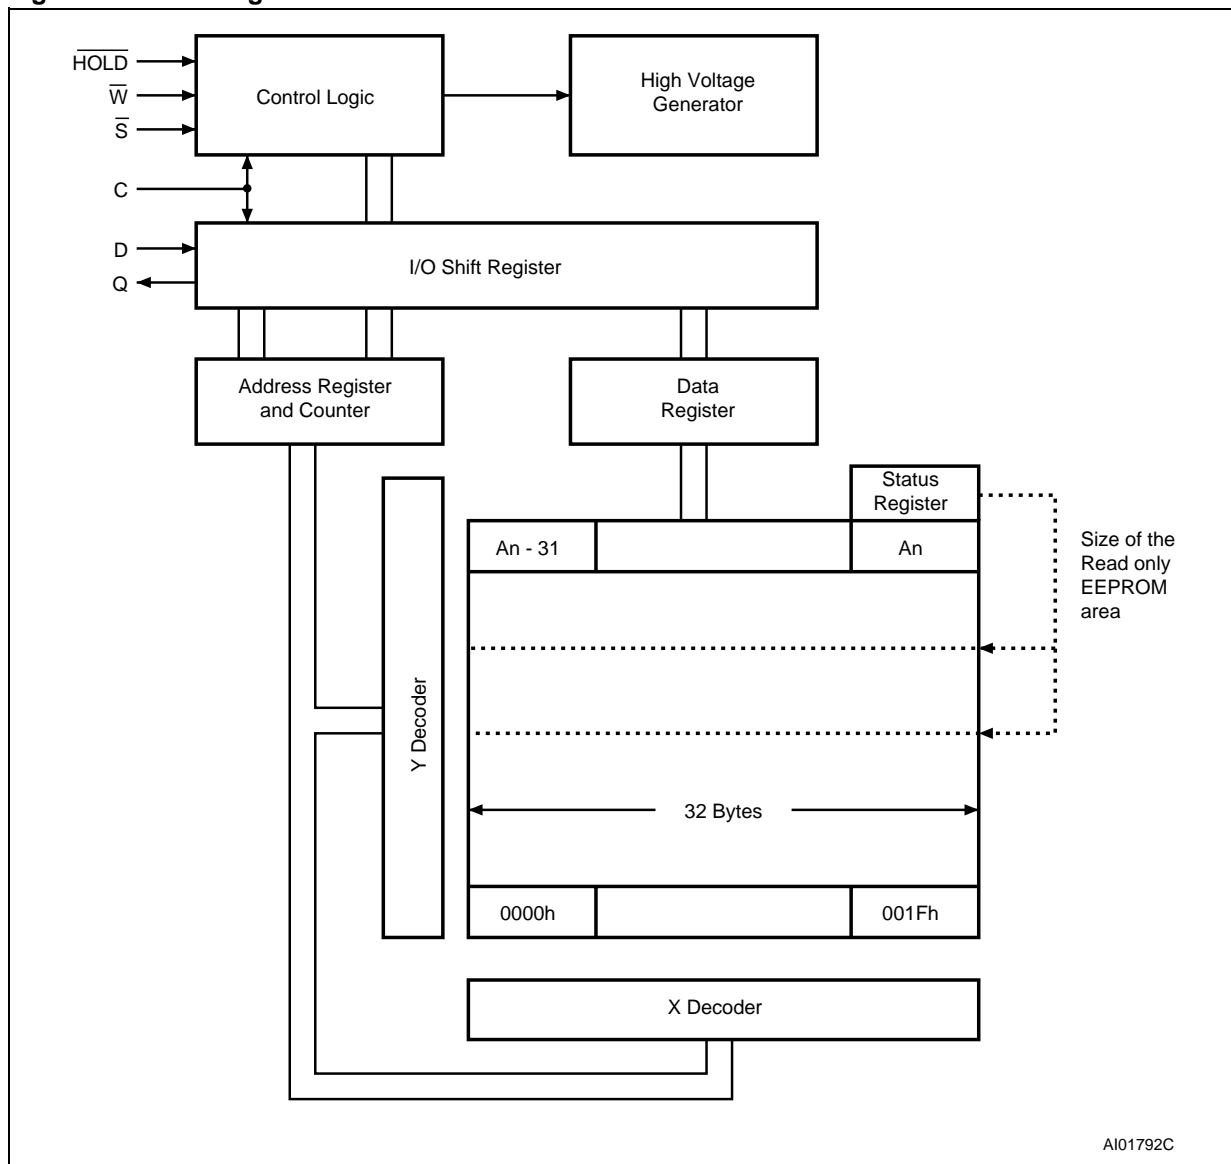 HOLD
W
S
C
D
Q
Control Logic
High Voltage
Generator
I/O Shift Register
Address Register
and Counter
Data
Register
Status
Register
An - 31
An
Size of the
Read only
EEPROM
area
Y Decoder
32 Bytes
0000h
001Fh
X Decoder
AI01792C